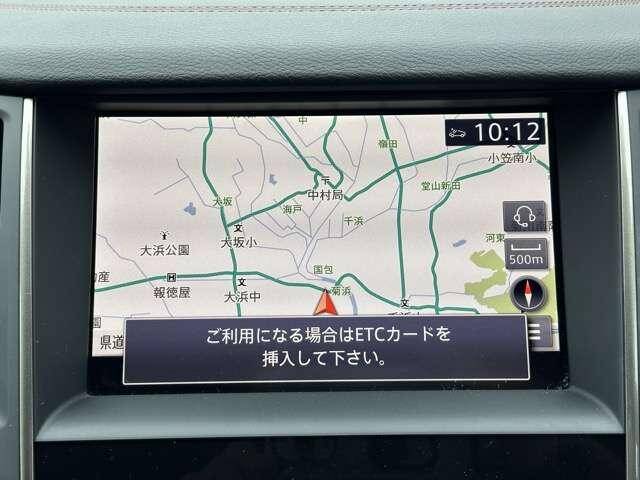 中
10:12
嶺田
小笠南小
中村局
堂山新田
大坂
海戸
千浜
大坂小
大浜公園
河東
500m
国包
報徳屋
大浜中
菊浜
県道
ご利用になる場合はETCカードを
挿入して下さい。